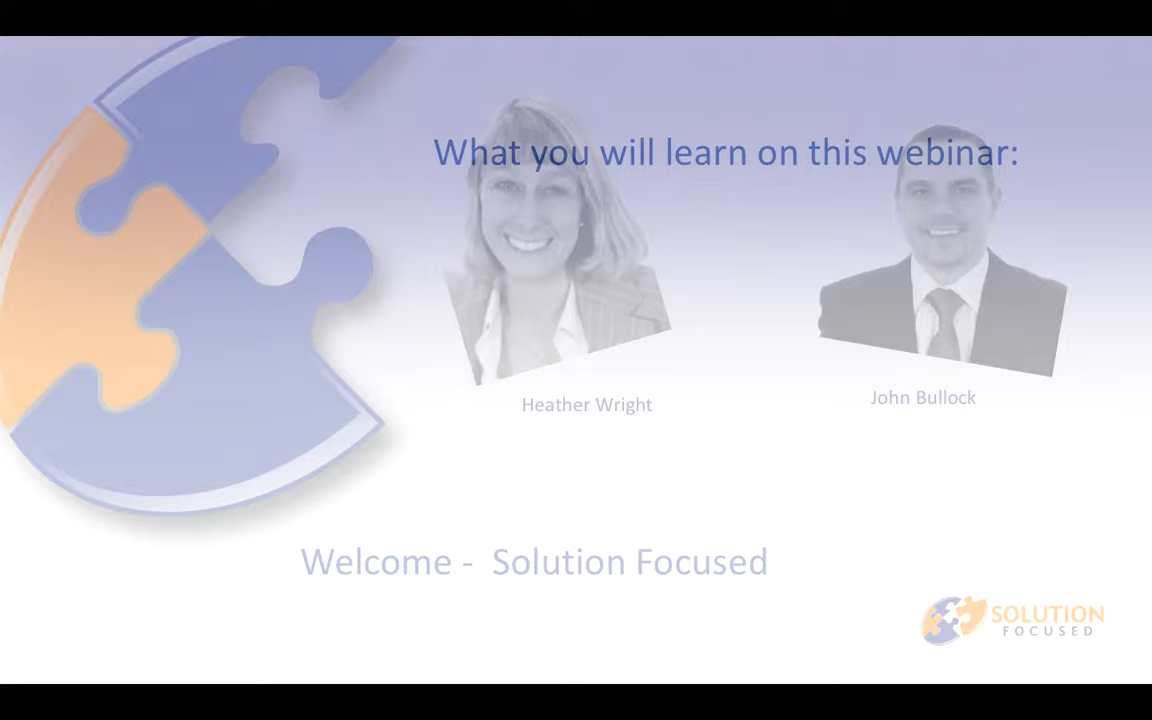 What you will learn on this webinar:
Heather Wright
John Bullock
Welcome - Solution Focused
SOLUTION
FOCUSED